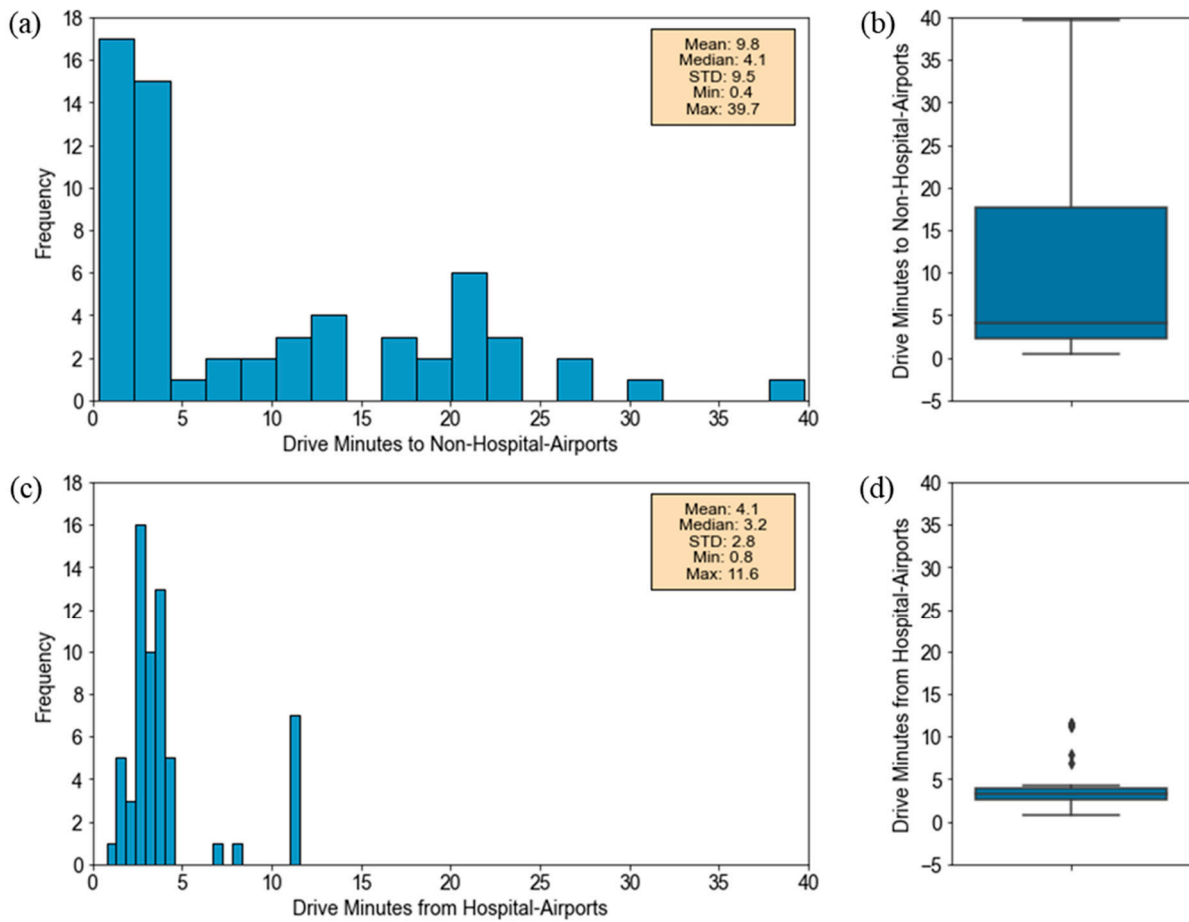 (a)
18
16
14
12
10
8
6
4
2
0
Frequency
Mean: 9.8
Median: 4.1
STD: 9.5
Min: 0.4
Max: 39.7
0 5 10 15 20 25 30 35 40
Drive Minutes to Non-Hospital-Airports
(b)
40
35
30
25
20
15
10
5
0
−5
Drive Minutes to Non-Hospital-Airports
(c)
18
16
14
12
10
8
6
4
2
0
Frequency
Mean: 4.1
Median: 3.2
STD: 2.8
Min: 0.8
Max: 11.6
0 5 10 15 20 25 30 35 40
Drive Minutes from Hospital-Airports
(d)
40
35
30
25
20
15
10
5
0
−5
Drive Minutes from Hospital-Airports